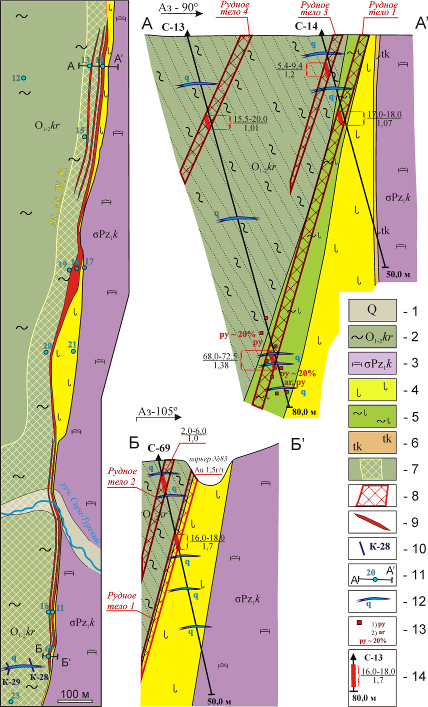 А
Аз - 90°
А'
Рудное тело 4
С-13
Рудное тело 3
С-14
Рудное тело 1
q
tk
5,4-9,4
1,2
q
15,5-20,0
1,01
17,0-18,0
1,07
O₁₋₂kr
q
tk
50,0 м
ру ~ 20%
ру
q
68,0-72,5
1,38
ру ~ 20%
ar, ру
q
80,0 м
12
А
А'
15
O₁₋₂kr
σPz₁k
19
17
20
21
11
Б
Б'
O₁₋₂kr
q
К-29
К-28
23
100 м
Аз-105°
Б
Б'
2,0-6,0
1,0
С-69
карьер №83
Au 1,5г/т
Рудное тело 2
q
16,0-18,0
1,7
q
Рудное тело 1
q
σPz₁k
50,0 м
Q - 1
O₁₋₂kr - 2
σPz₁k - 3
- 4
- 5
tk tk - 6
- 7
- 8
- 9
К-28 - 10
20 А А' - 11
q - 12
1) ру
2) ar
ру ~ 20% - 13
С-13
16,0-18,0
1,7
80,0 м - 14